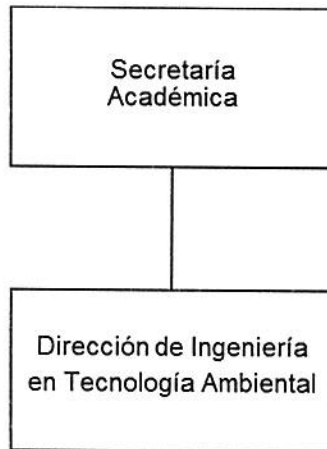 Secretaría
Académica
Dirección de Ingeniería
en Tecnología Ambiental